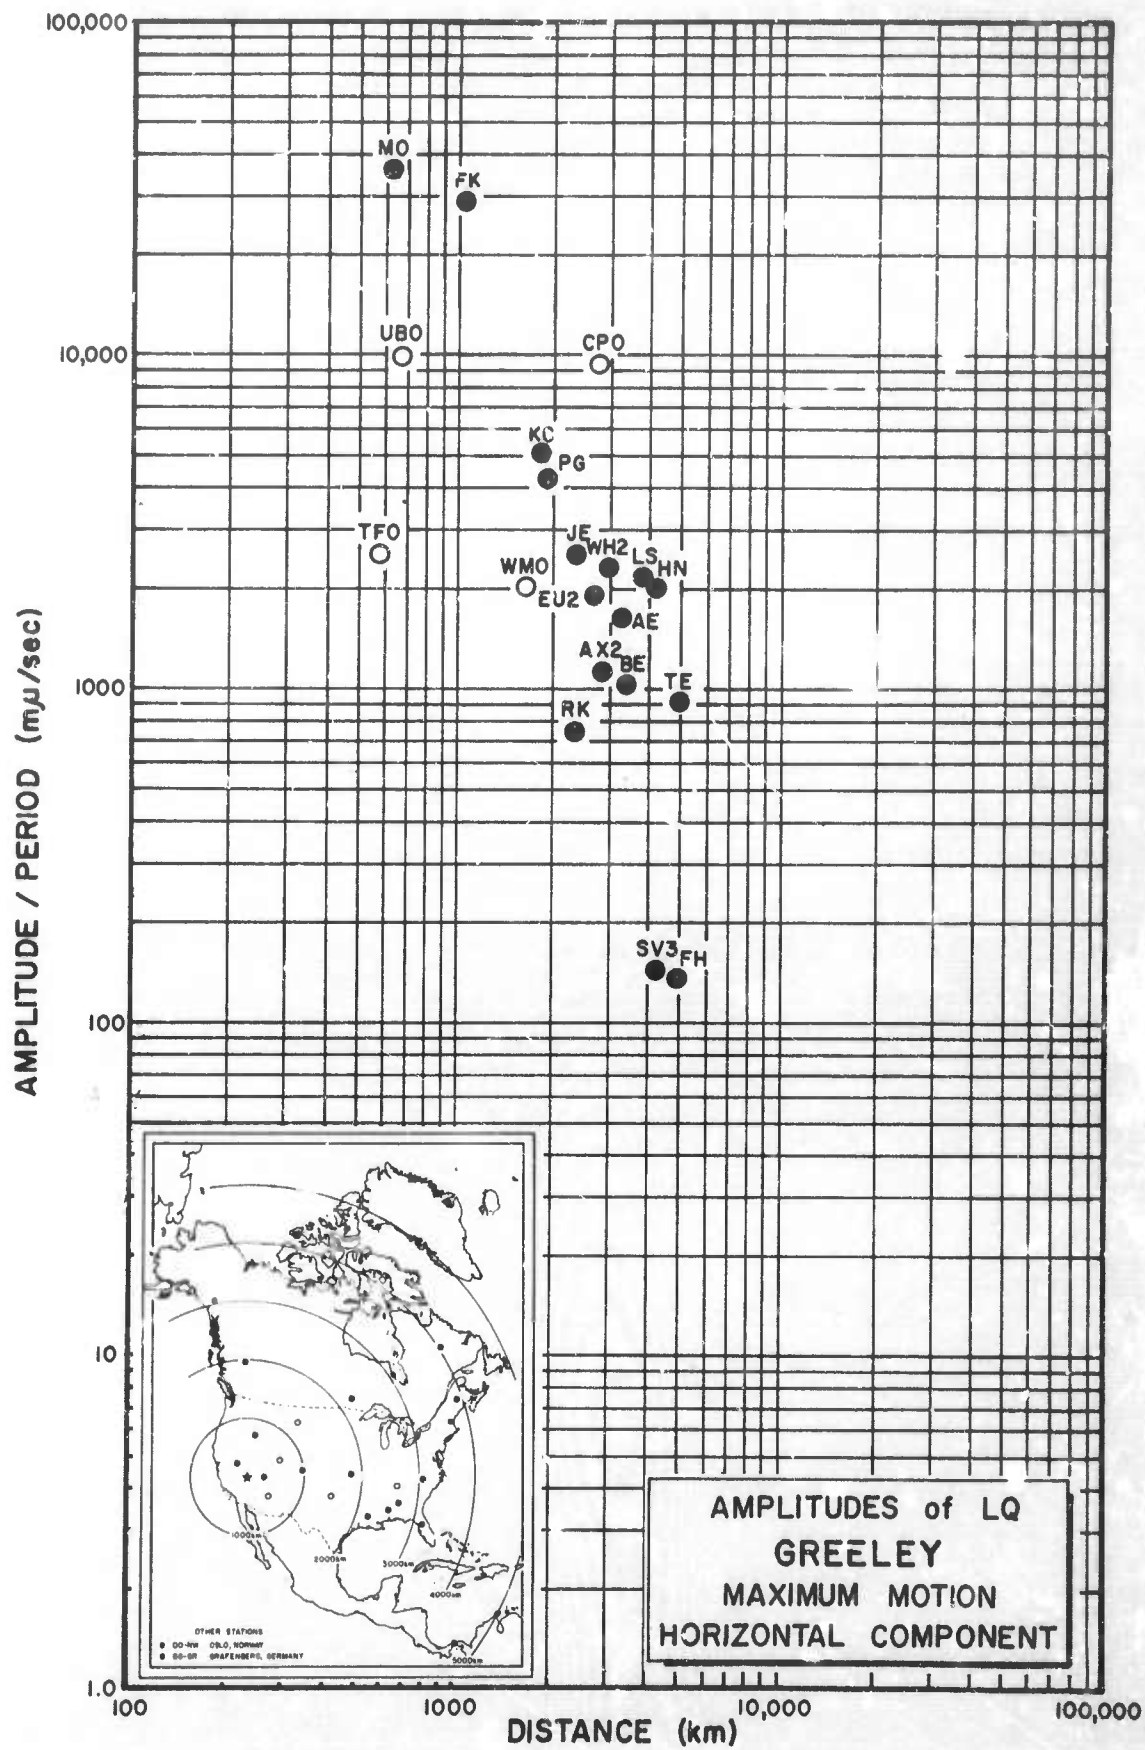 100,000
MO
FK
UBO
CPO
10,000
KC
PG
TFO
JE
WH2
LS
HN
WMO
EU2
AE
AX2
BE
TE
1000
RK
SV3
FH
100
10
1.0
AMPLITUDE / PERIOD (mμ/sec)
1000km
2000km
3000km
4000km
5000km
OTHER STATIONS
OO-NW OSLO, NORWAY
GG-GR GRAFENBERG, GERMANY
AMPLITUDES of LQ
GREELEY
MAXIMUM MOTION
HORIZONTAL COMPONENT
100
1000
10,000
100,000
DISTANCE (km)